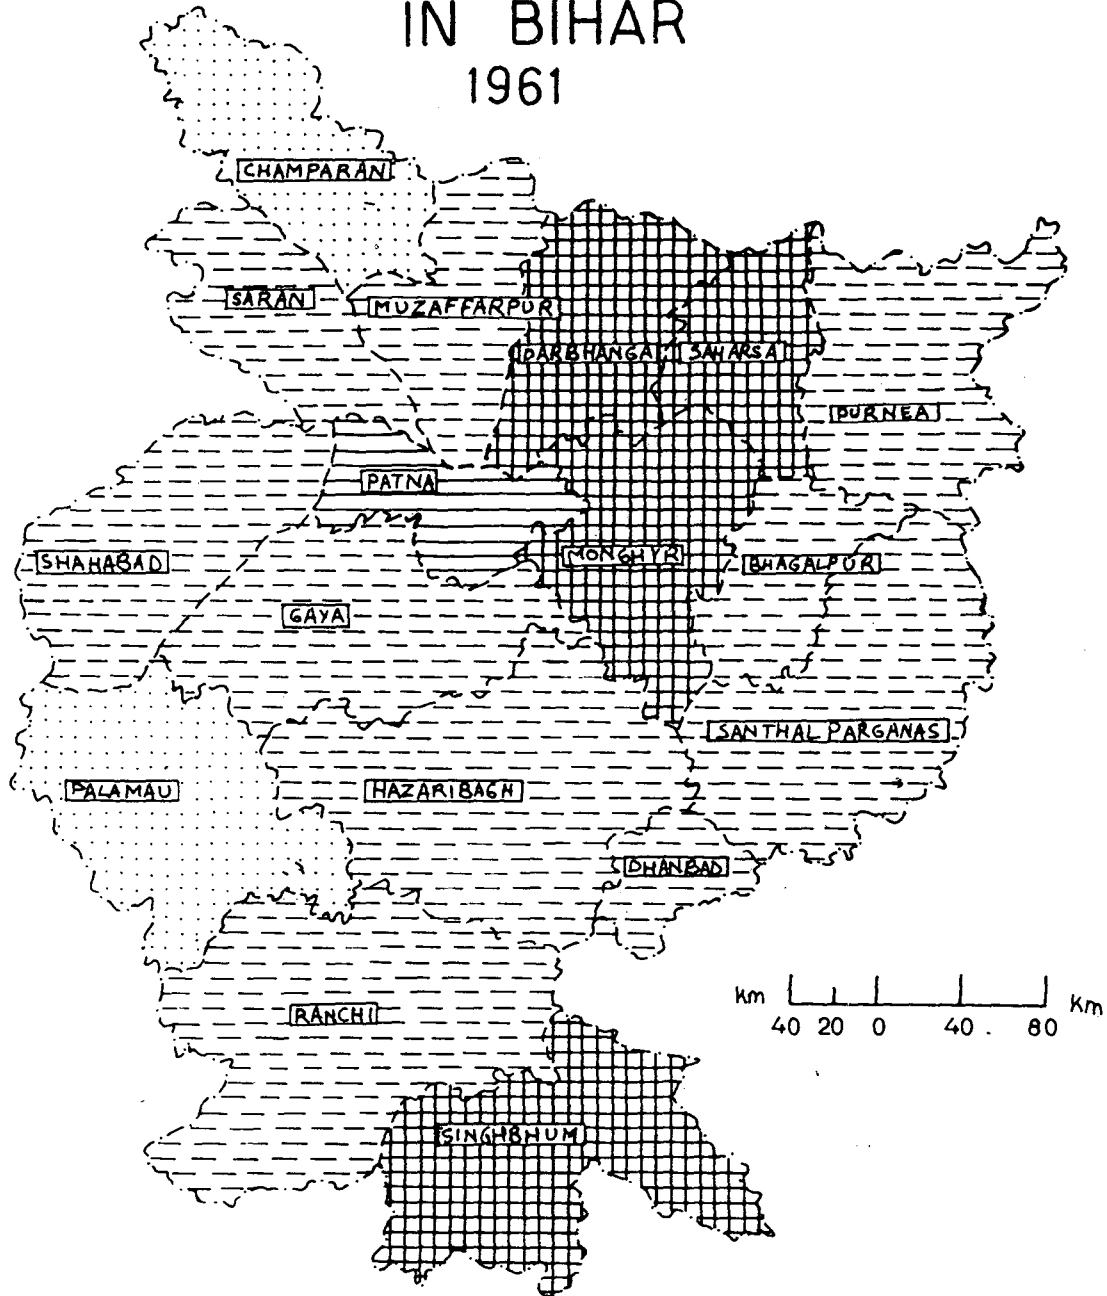 IN BIHAR
1961
CHAMPARAN
SARAN
MUZAFFARPUR
DARBHANGA
SAHARSA
PURNEA
PATNA
SHAHABAD
MONGHYR
BHAGALPUR
GAYA
SANTHAL PARGANAS
PALAMAU
HAZARIBAGH
DHANBAD
RANCHI
Km Km
40 20 0 40 . 80
SINGHBHUM